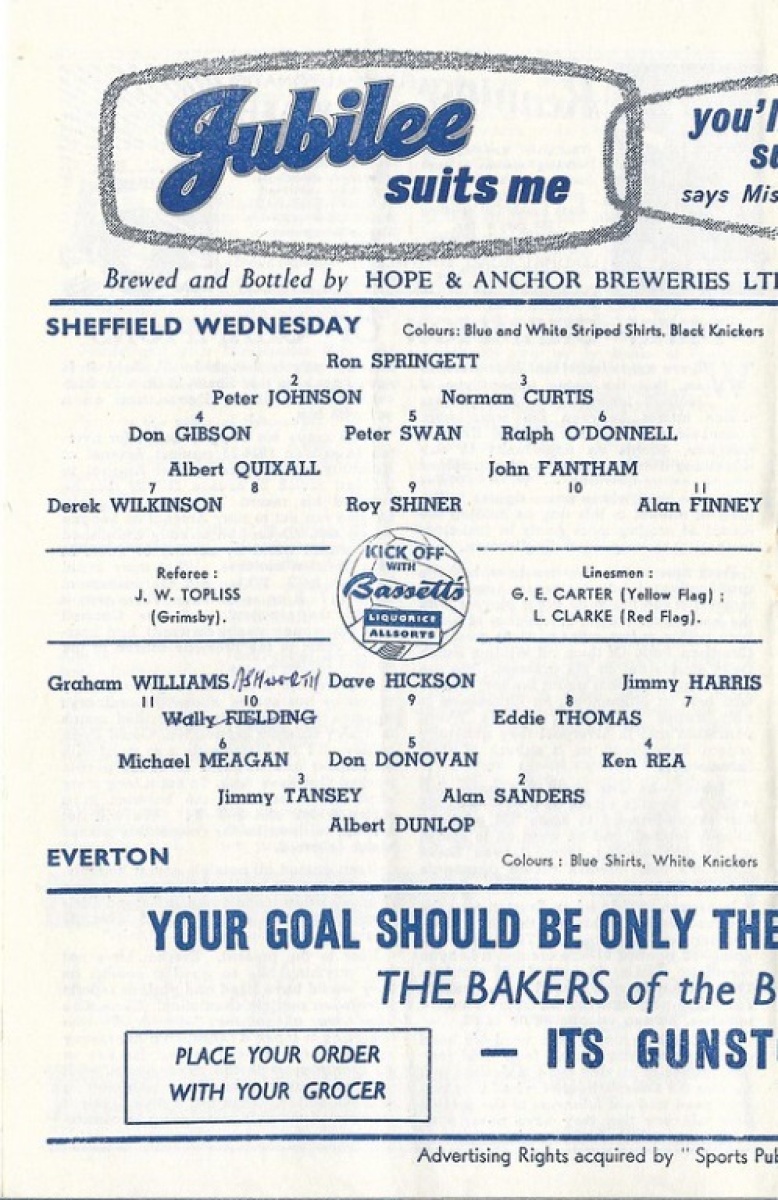 Jubilee
suits me
you'l
su
says Mis
Brewed and Bottled by HOPE & ANCHOR BREWERIES LTD
SHEFFIELD WEDNESDAY Colours: Blue and White Striped Shirts, Black Knickers
Ron SPRINGETT
2 3
Peter JOHNSON Norman CURTIS
4 5 6
Don GIBSON Peter SWAN Ralph O'DONNELL
Albert QUIXALL John FANTHAM
7 8 9 10 11
Derek WILKINSON Roy SHINER Alan FINNEY
KICK OFF
WITH
Bassett's
LIQUORICE
ALLSORTS
Referee :
J. W. TOPLISS
(Grimsby).
Linesmen :
G. E. CARTER (Yellow Flag) :
L. CLARKE (Red Flag).
Graham WILLIAMS ASHWORTH Dave HICKSON Jimmy HARRIS
11 10 9 8 7
Wally FIELDING Eddie THOMAS
6 5 4
Michael MEAGAN Don DONOVAN Ken REA
3 2
Jimmy TANSEY Alan SANDERS
Albert DUNLOP
EVERTON Colours : Blue Shirts, White Knickers
YOUR GOAL SHOULD BE ONLY THE
THE BAKERS of the B
— ITS GUNST
PLACE YOUR ORDER
WITH YOUR GROCER
Advertising Rights acquired by " Sports Pub